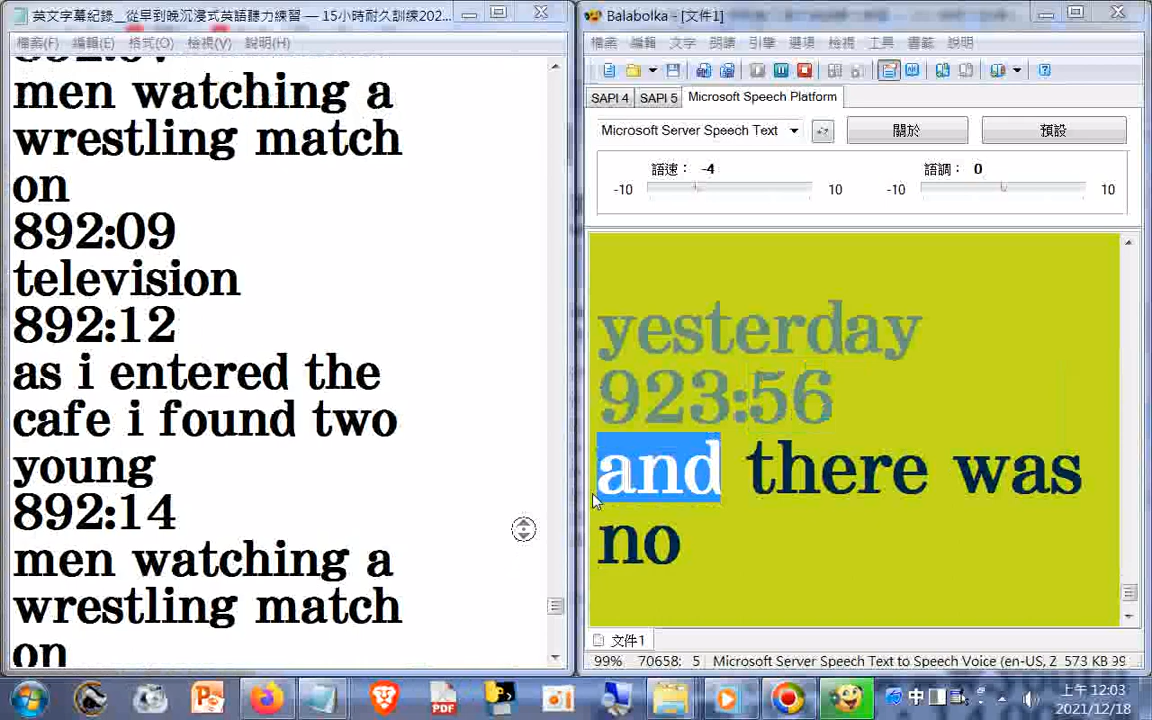 英文字幕紀錄__從早到晚沉浸式英語聽力練習 — 15小時耐久訓練202...
檔案(F) 編輯(E) 格式(O) 檢視(V) 說明(H)
men watching a
wrestling match
on
892:09
television
892:12
as i entered the
cafe i found two
young
892:14
men watching a
wrestling match
on
Balabolka - [文件1]
檔案 編輯 文字 朗讀 引擎 選項 檢視 工具 書籤 說明
SAPI 4 SAPI 5 Microsoft Speech Platform
Microsoft Server Speech Text 關於 預設
語速： -4 語調： 0
-10 10 -10 10
yesterday
923:56
and there was
no
文件1
99% 70658: 5 Microsoft Server Speech Text to Speech Voice (en-US, 2 573 KB 99
中
上午 12:03
2021/12/18